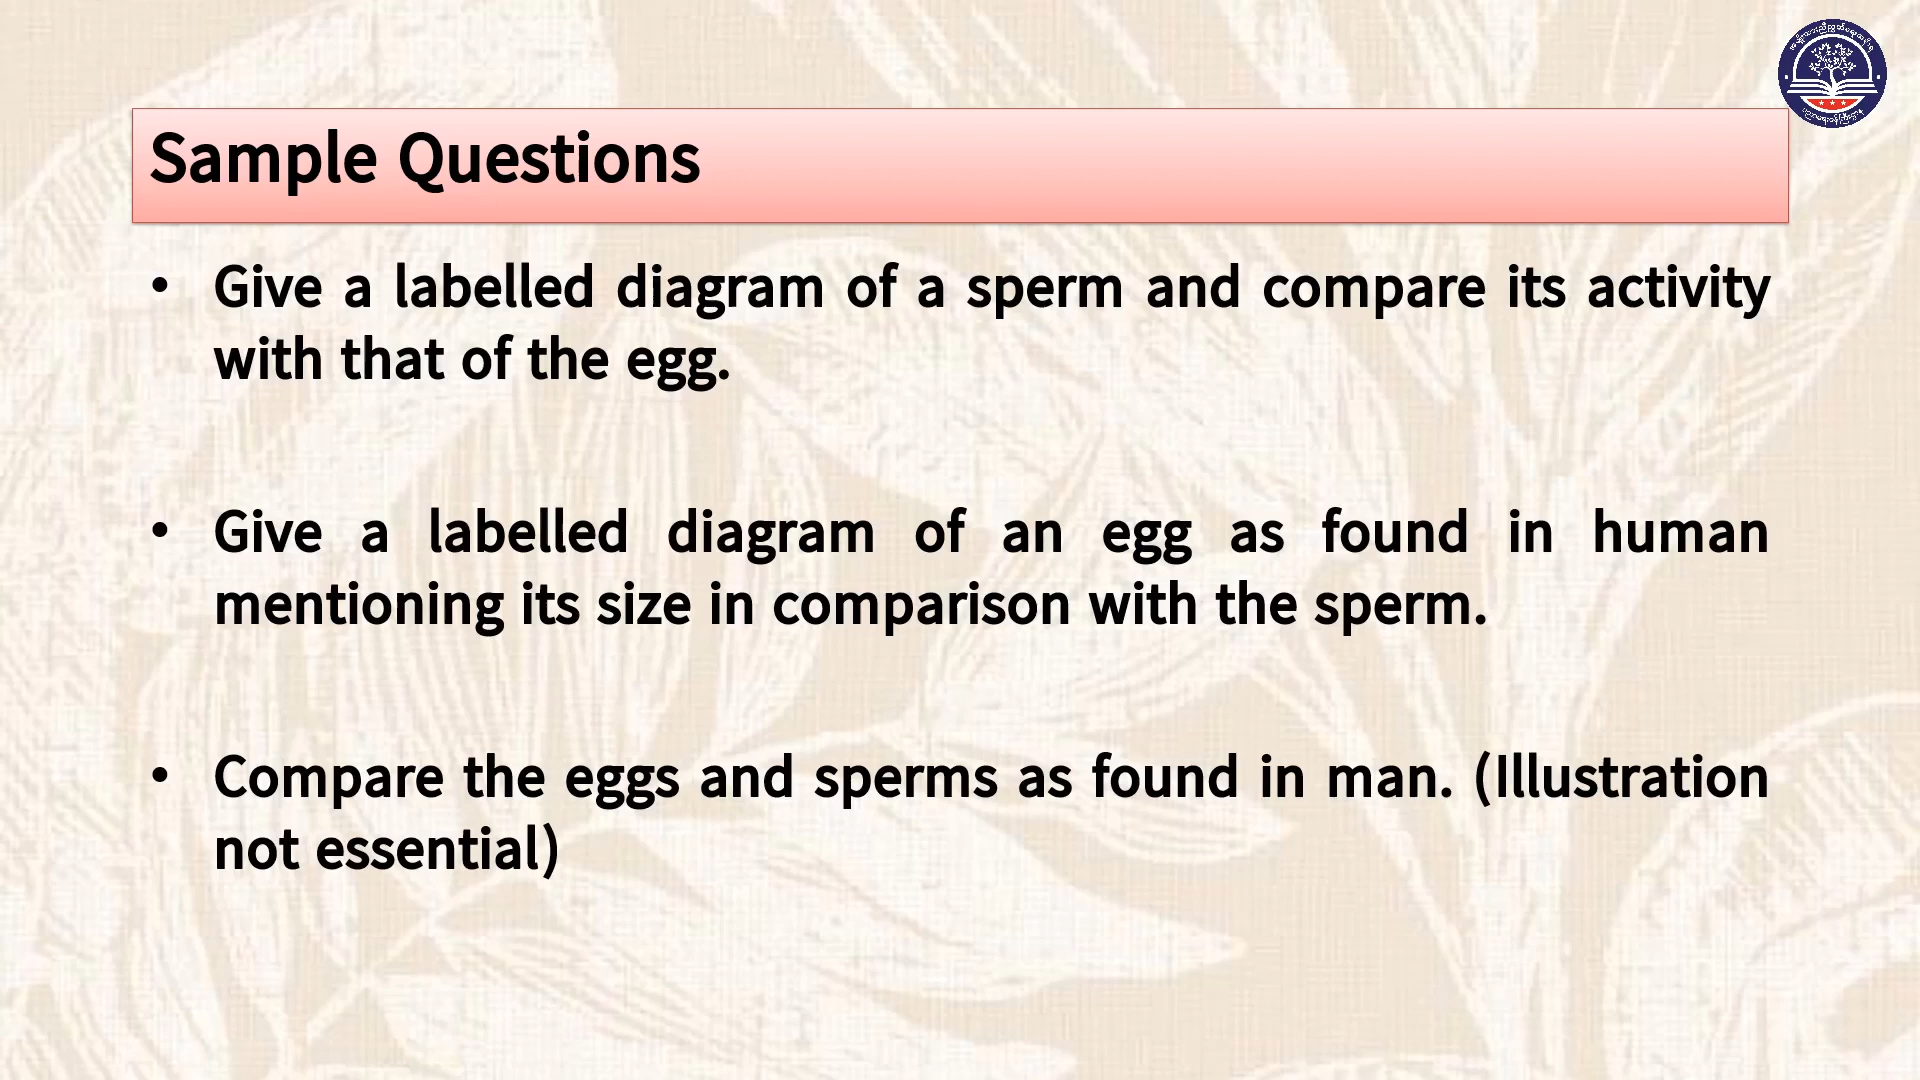 Sample Questions
• Give a labelled diagram of a sperm and compare its activity
with that of the egg.
• Give a labelled diagram of an egg as found in human
mentioning its size in comparison with the sperm.
• Compare the eggs and sperms as found in man. (Illustration
not essential)